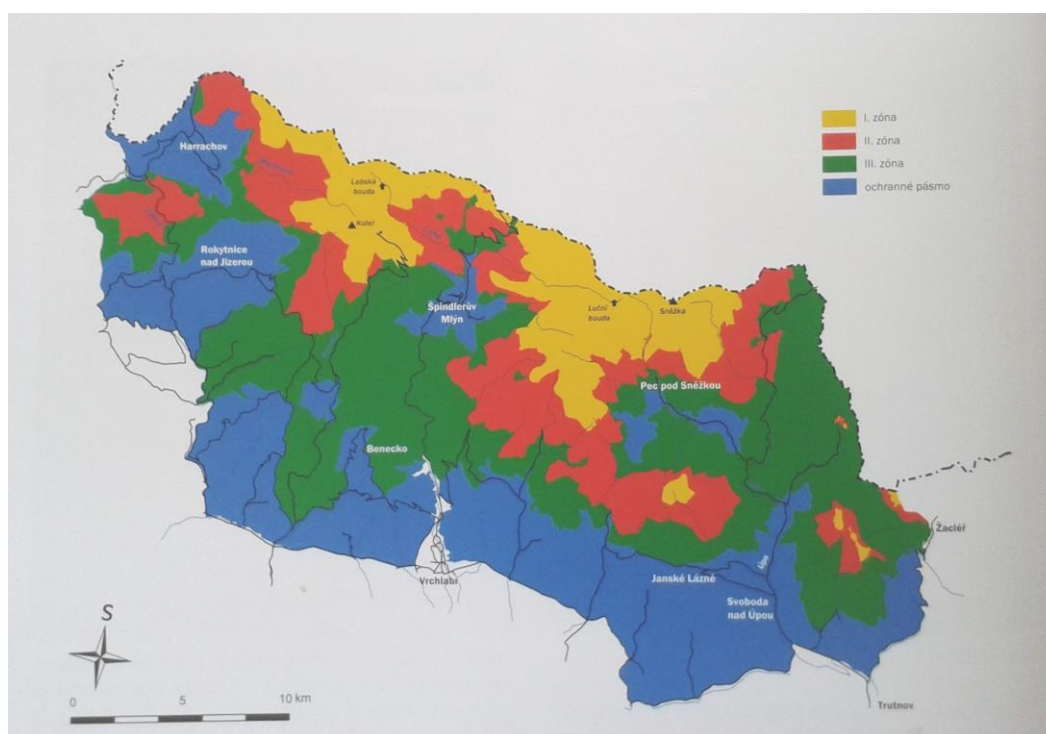 I. zóna
II. zóna
III. zóna
ochranné pásmo
Harrachov
Labská
bouda
Kotel
Rokytnice
nad Jizerou
Špindlerův
Mlýn
Luční
bouda
Sněžka
Pec pod Sněžkou
Benecko
Žacléř
Vrchlabí
Janské Lázně
Úpa
Svoboda
nad Úpou
Trutnov
S
0 5 10 km